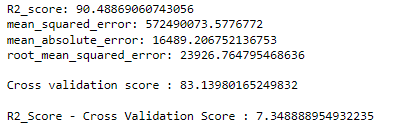 R2_score: 90.48869060743056
mean_squared_error: 572490073.5776772
mean_absolute_error: 16489.206752136753
root_mean_squared_error: 23926.764795468636
Cross validation score : 83.13980165249832
R2_Score - Cross Validation Score : 7.348888954932235